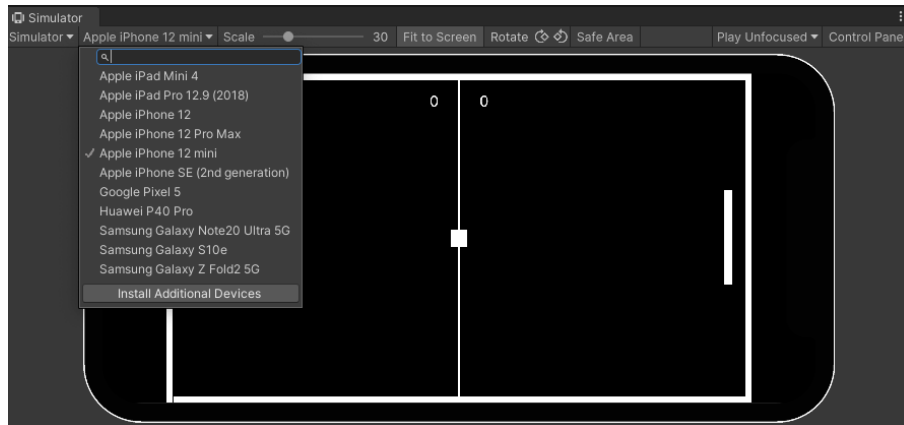 Simulator
Simulator Apple iPhone 12 mini Scale 30 Fit to Screen Rotate Safe Area Play Unfocused Control Pane
Apple iPad Mini 4
Apple iPad Pro 12.9 (2018)
Apple iPhone 12
Apple iPhone 12 Pro Max
Apple iPhone 12 mini
Apple iPhone SE (2nd generation)
Google Pixel 5
Huawei P40 Pro
Samsung Galaxy Note20 Ultra 5G
Samsung Galaxy S10e
Samsung Galaxy Z Fold2 5G
Install Additional Devices
0 0